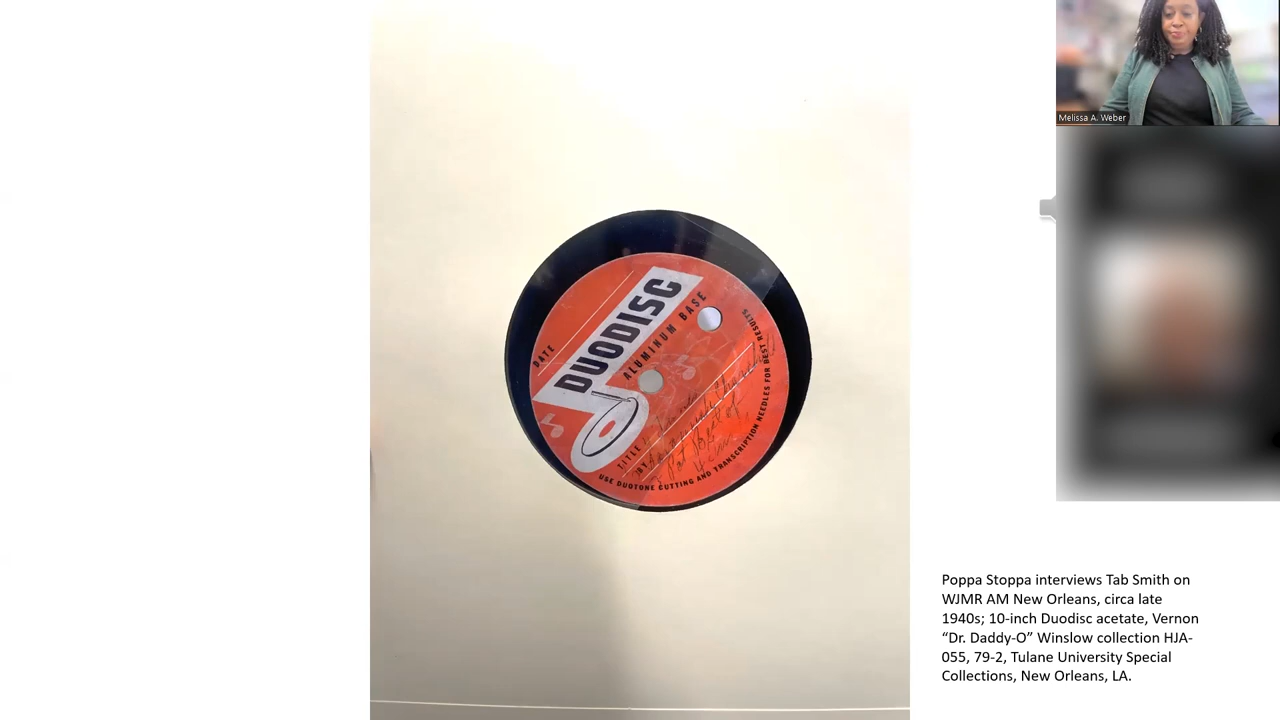 Melissa A. Weber
DATE
DUODISC
ALUMINUM BASE
TITLE
BY
USE DUOTONE CUTTING AND TRANSCRIPTION NEEDLES FOR BEST RESULTS
Poppa Stoppa interviews Tab Smith on
WJMR AM New Orleans, circa late
1940s; 10-inch Duodisc acetate, Vernon
“Dr. Daddy-O” Winslow collection HJA-
055, 79-2, Tulane University Special
Collections, New Orleans, LA.